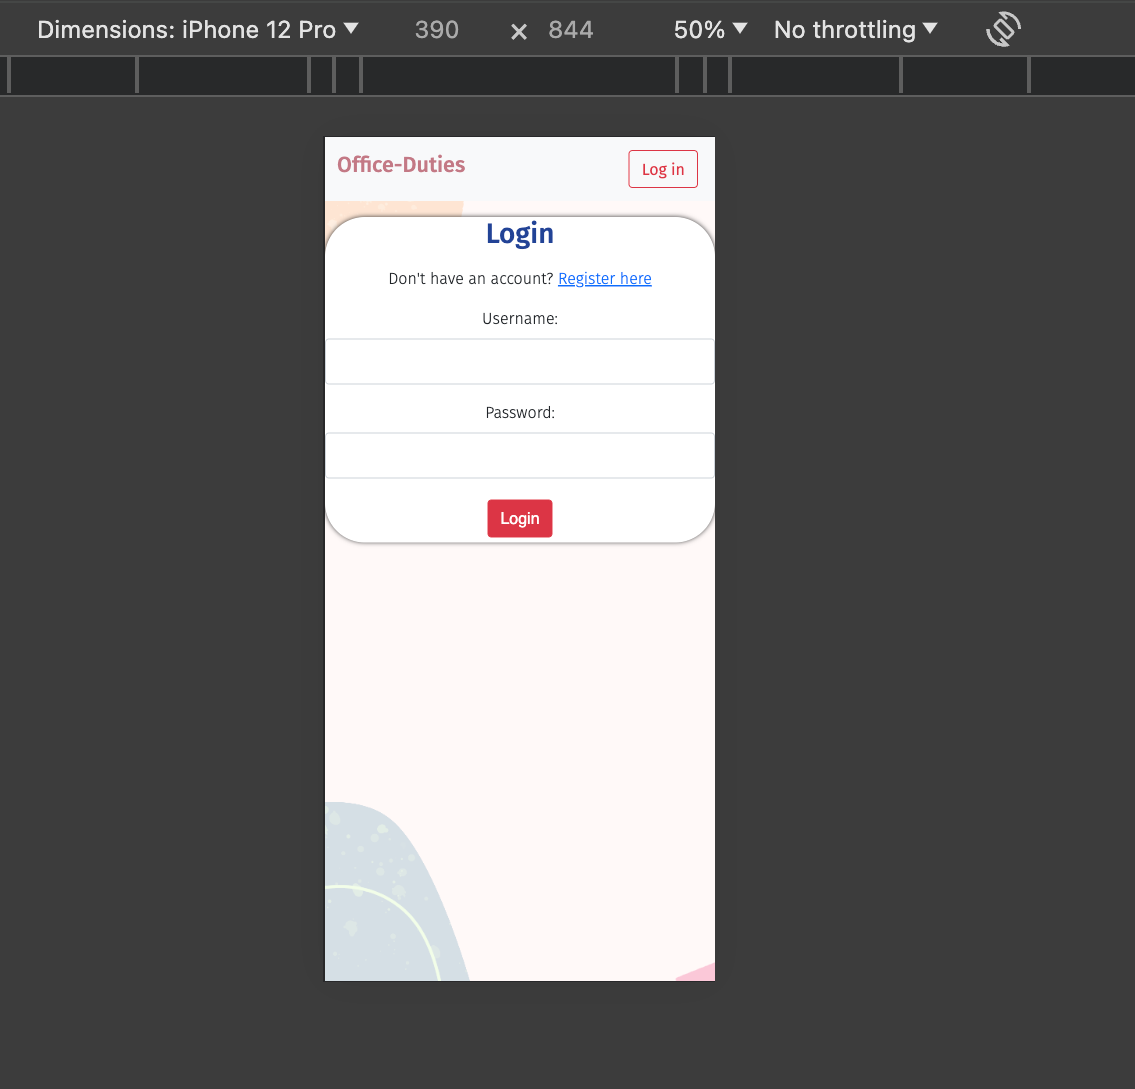 Dimensions: iPhone 12 Pro ▼ 390 × 844 50% ▼ No throttling ▼
Office-Duties Log in
Login
Don't have an account? Register here
Username:
Password:
Login